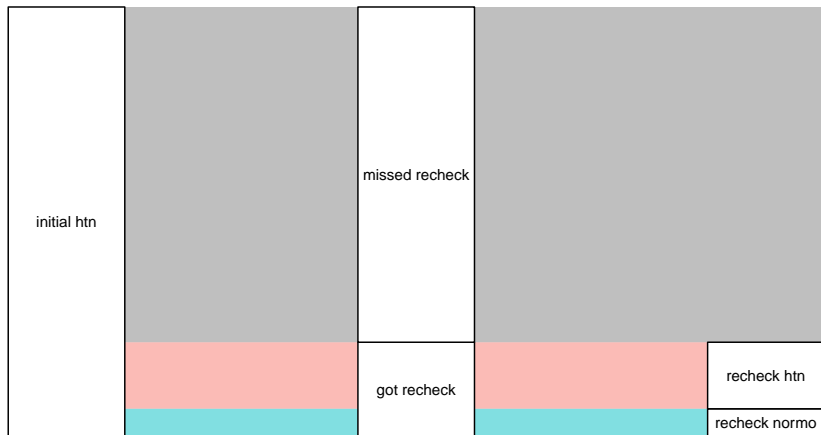 initial htn
missed recheck
got recheck
recheck htn
recheck normo